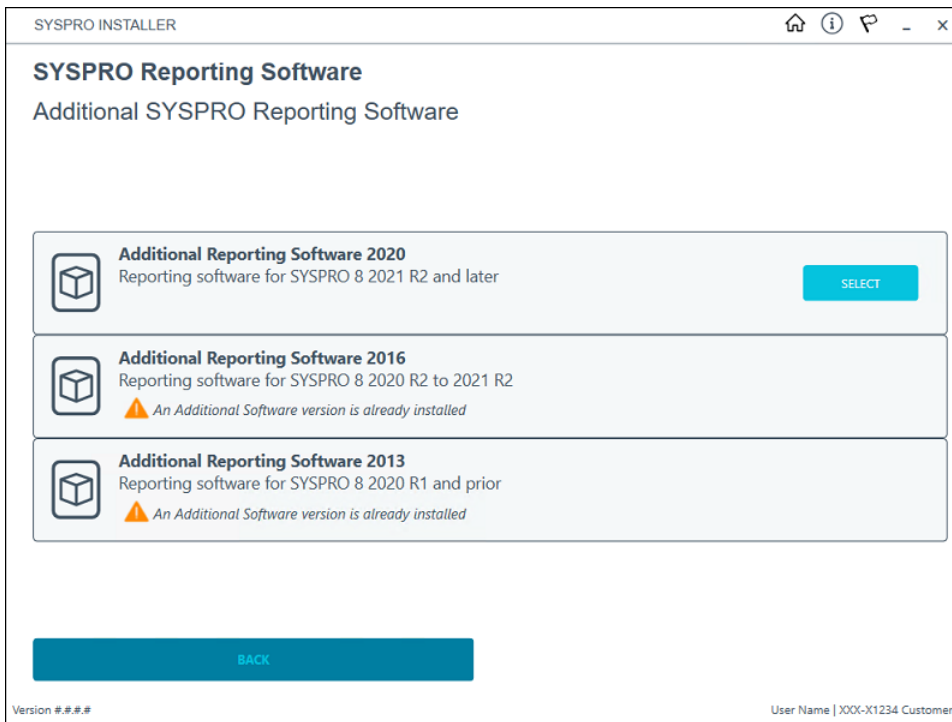 SYSPRO INSTALLER
SYSPRO Reporting Software
Additional SYSPRO Reporting Software
Additional Reporting Software 2020
Reporting software for SYSPRO 8 2021 R2 and later
SELECT
Additional Reporting Software 2016
Reporting software for SYSPRO 8 2020 R2 to 2021 R2
An Additional Software version is already installed
Additional Reporting Software 2013
Reporting software for SYSPRO 8 2020 R1 and prior
An Additional Software version is already installed
BACK
Version #.#.#.#
User Name | XXX-X1234 Customer